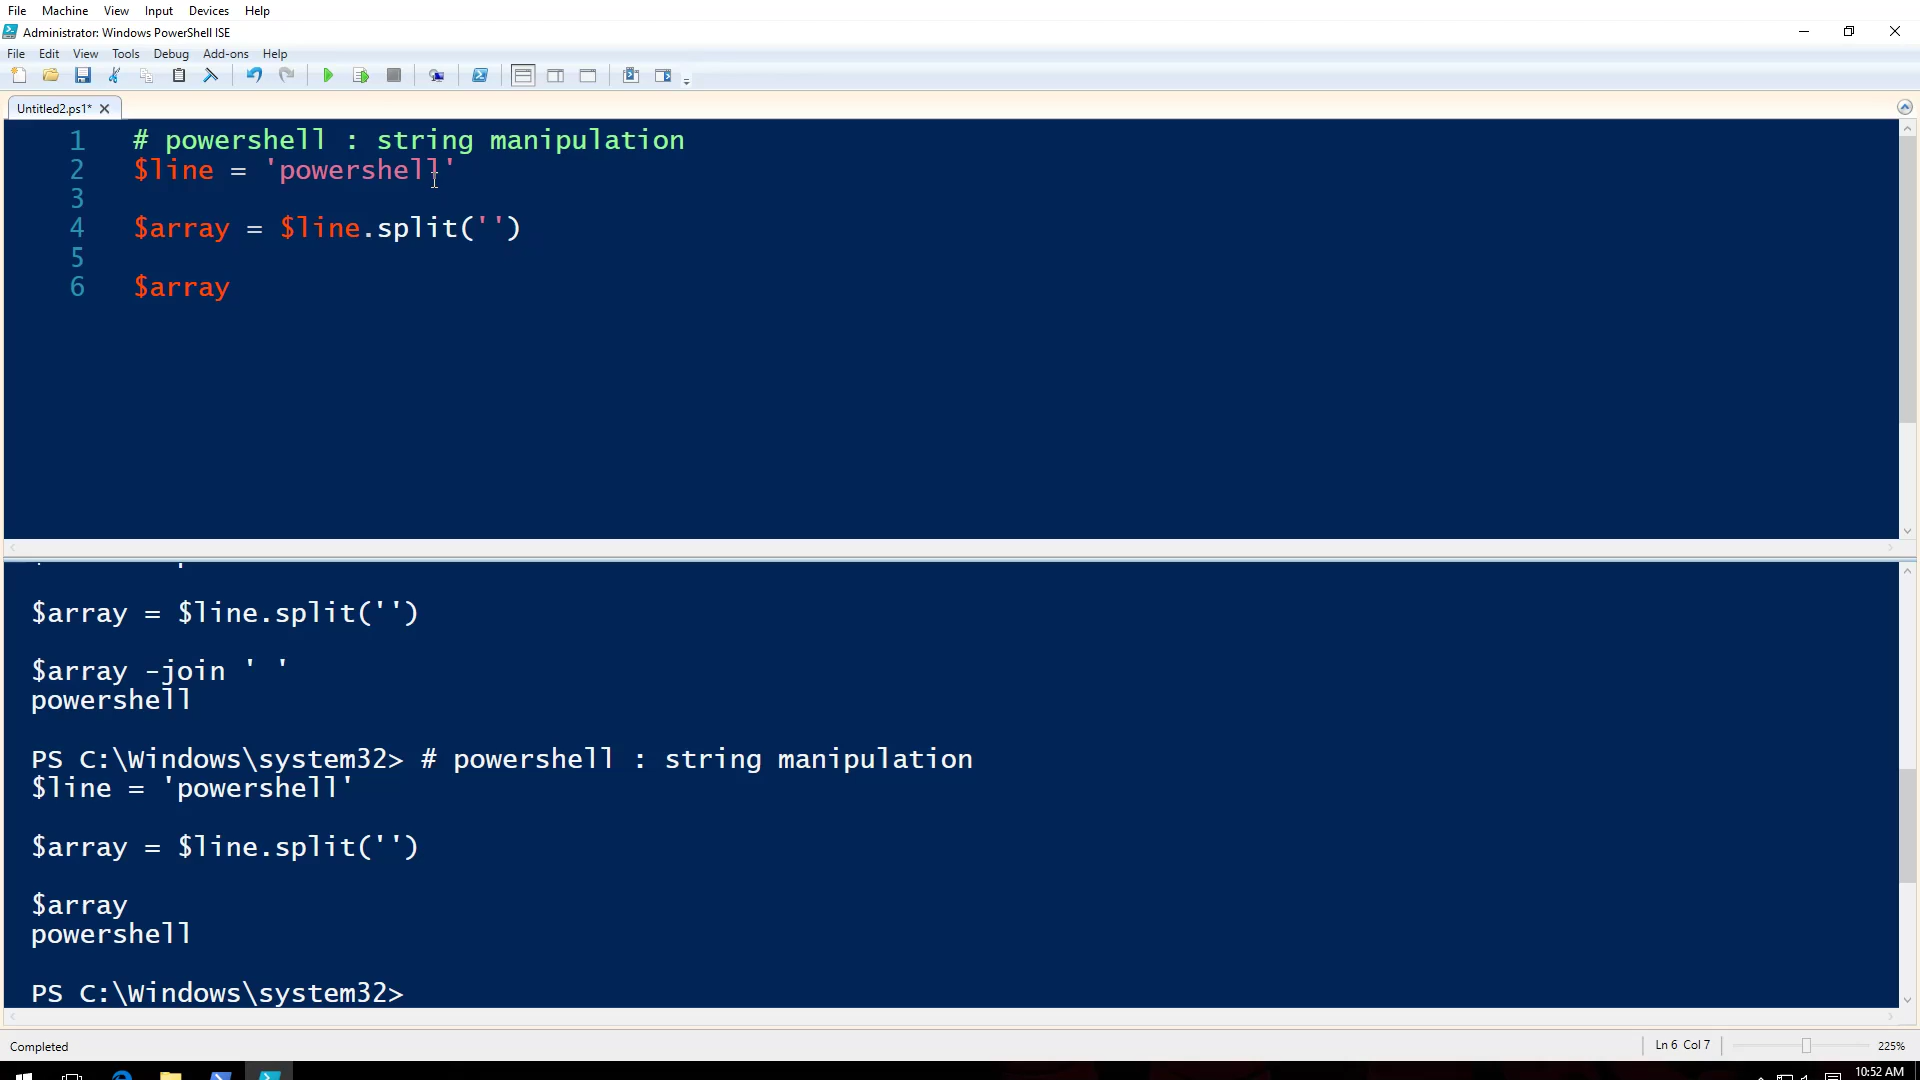 File Machine View Input Devices Help
Administrator: Windows PowerShell ISE
File Edit View Tools Debug Add-ons Help
Untitled2.ps1*
1 # powershell : string manipulation
2 $line = 'powershell'
3
4 $array = $line.split('')
5
6 $array
$array = $line.split('')
$array -join ' '
powershell
PS C:\Windows\system32> # powershell : string manipulation
$line = 'powershell'
$array = $line.split('')
$array
powershell
PS C:\Windows\system32>
Completed
Ln 6 Col 7
225%
10:52 AM